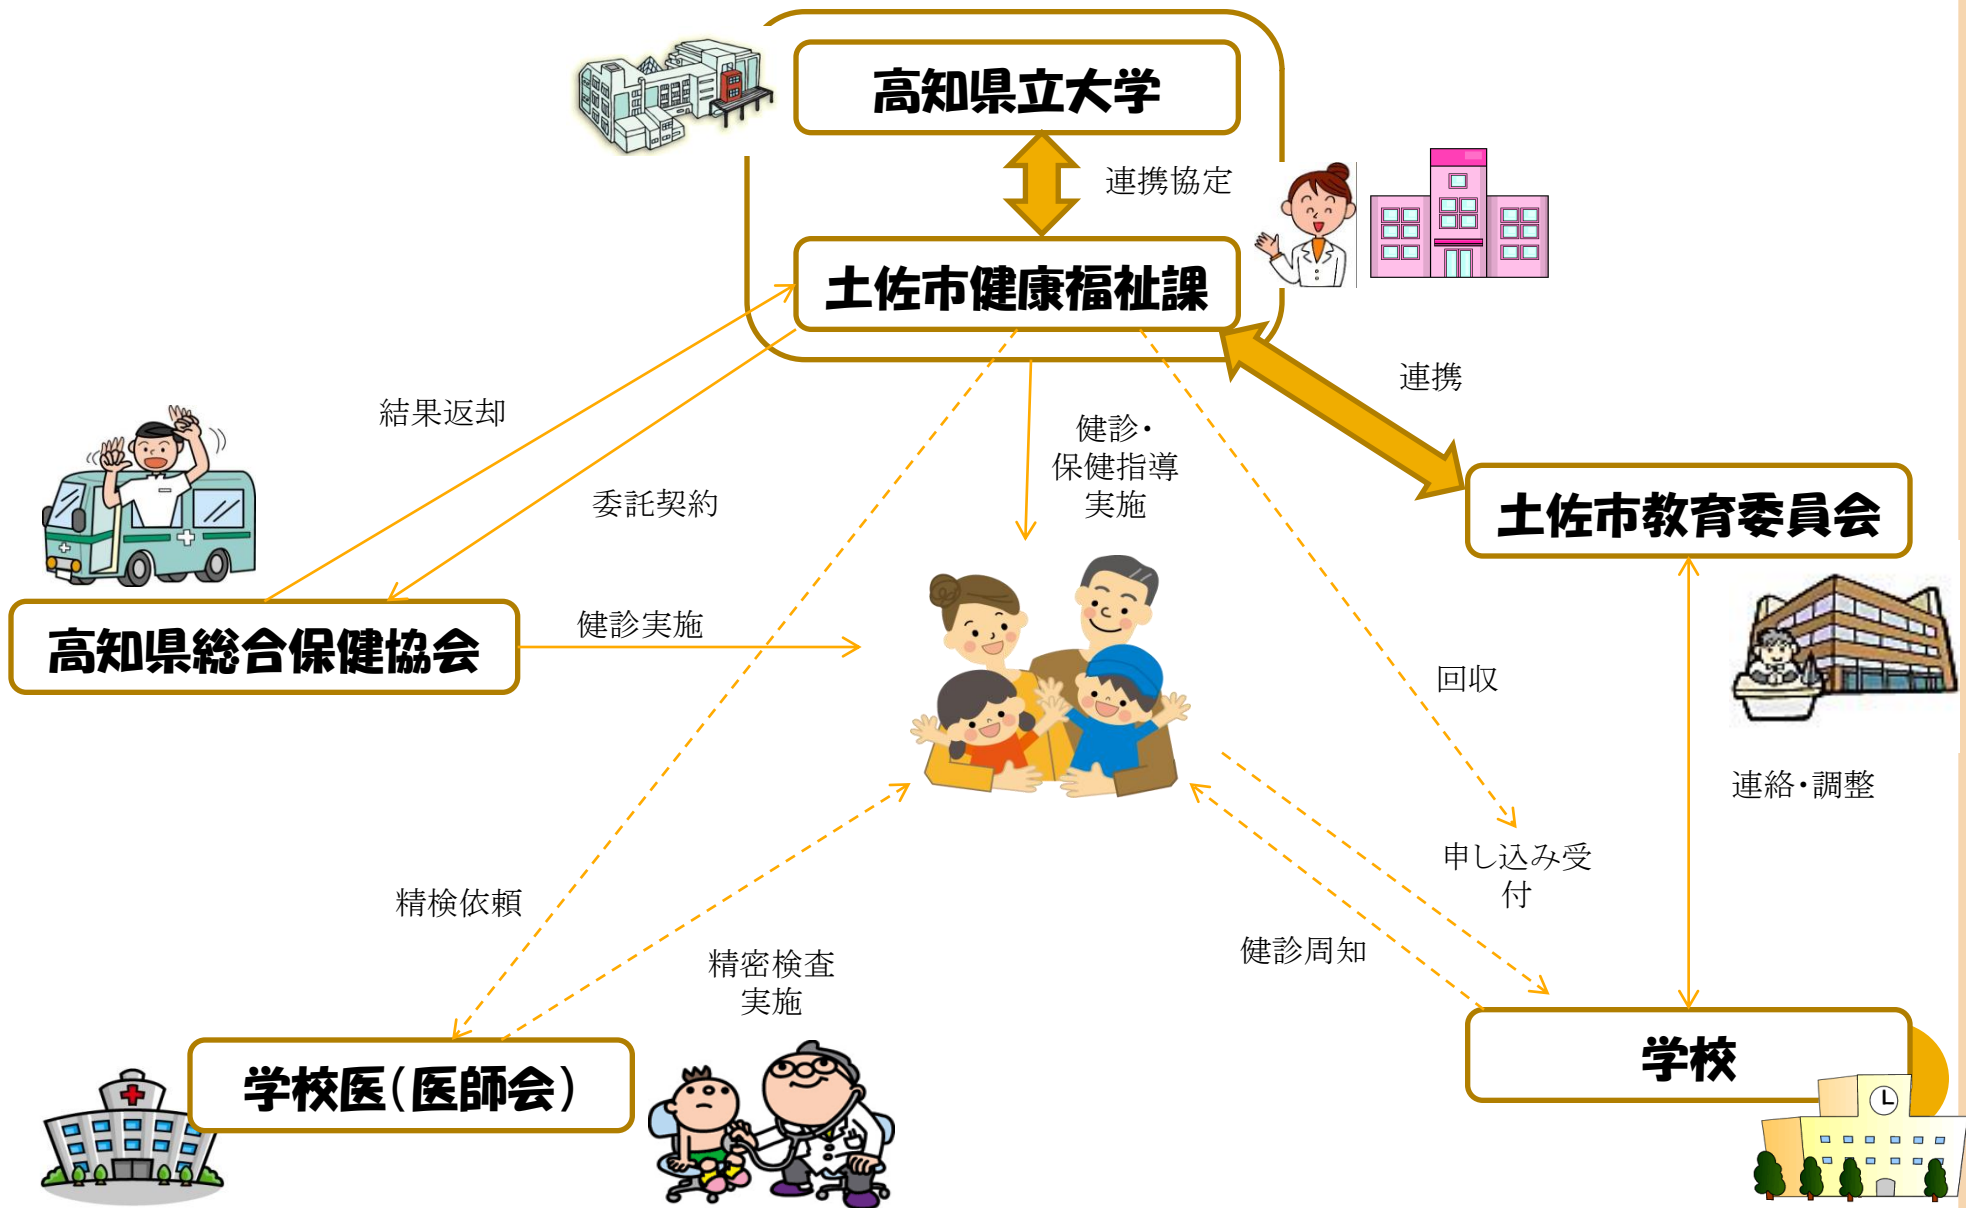 高知県立大学
連携協定
土佐市健康福祉課
連携
結果返却
健診・
保健指導
実施
委託契約
土佐市教育委員会
健診実施
高知県総合保健協会
回収
連絡・調整
申し込み受
付
精検依頼
健診周知
精密検査
実施
学校医（医師会）
学校